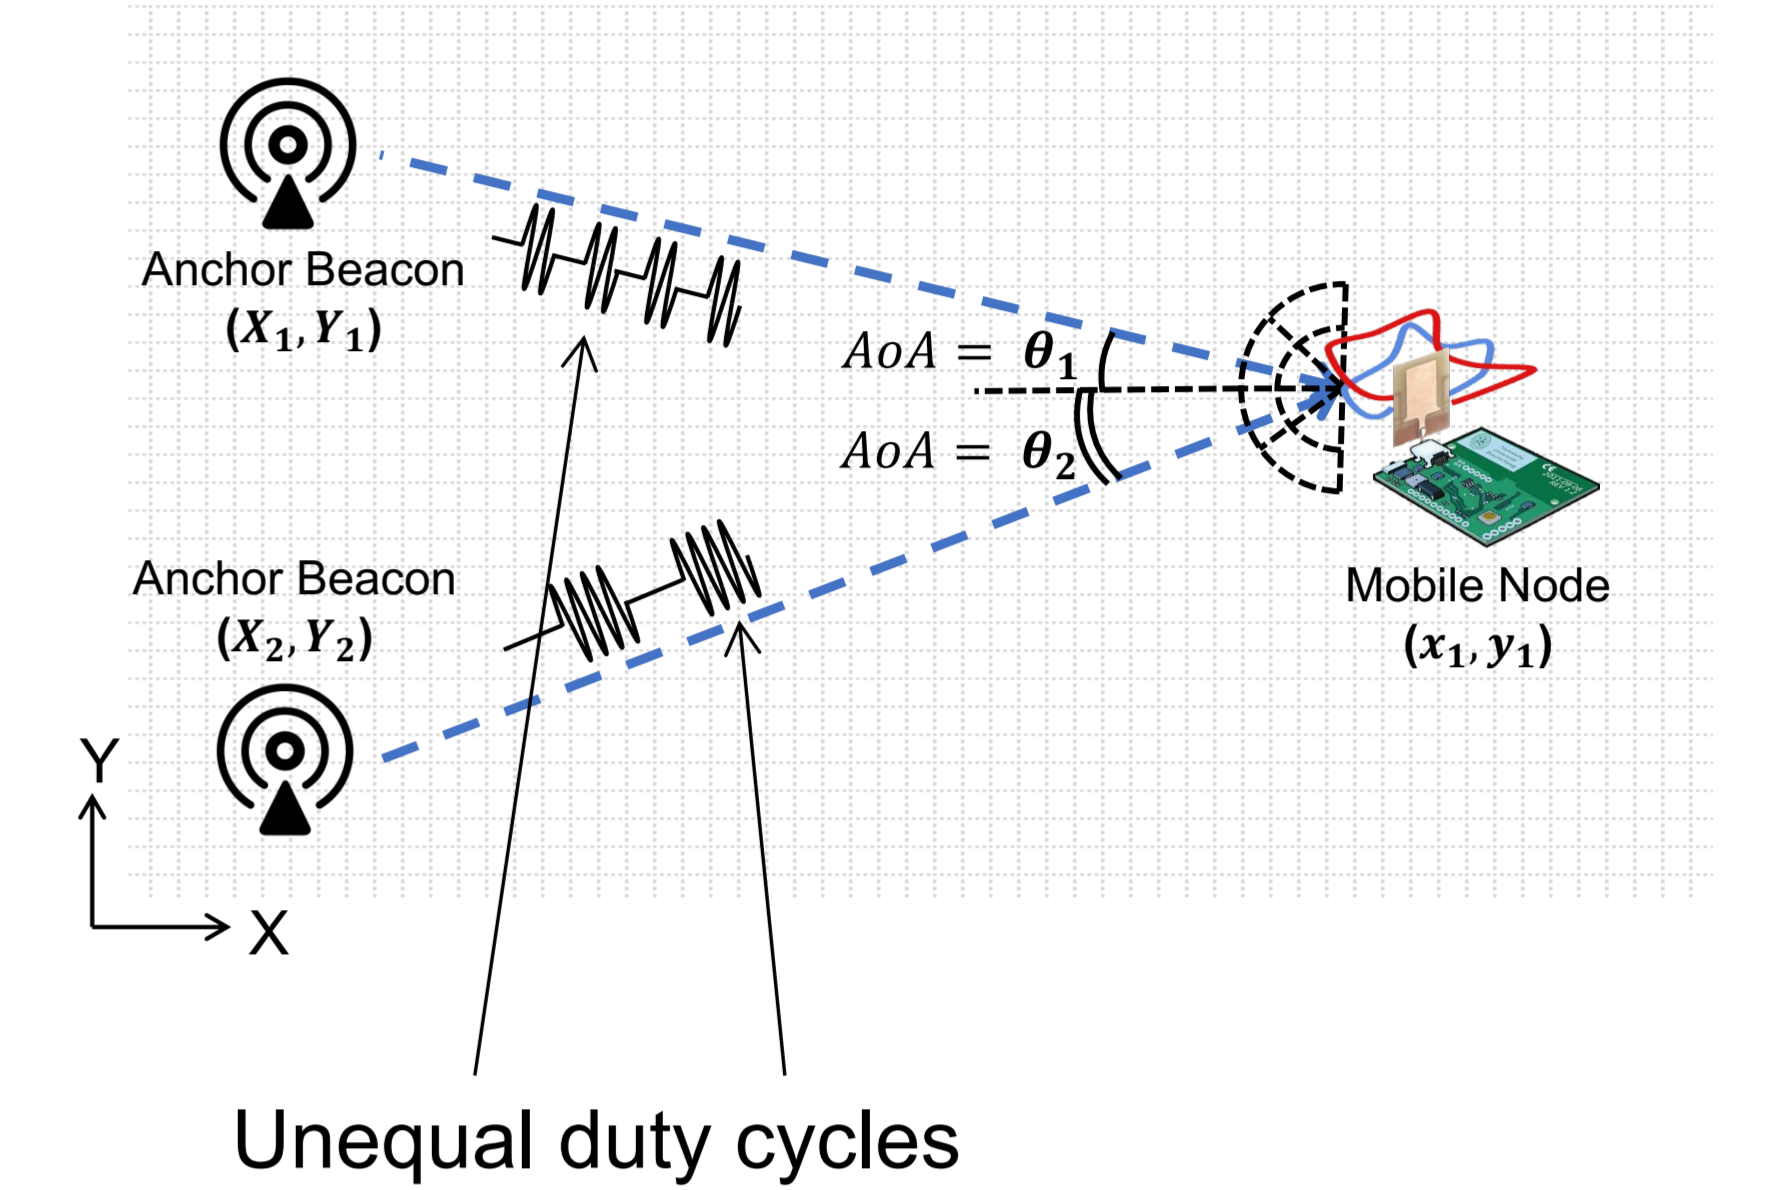 Anchor Beacon
(X₁, Y₁)
AoA = θ₁
AoA = θ₂
Anchor Beacon
(X₂, Y₂)
Mobile Node
(x₁, y₁)
Y
X
Unequal duty cycles